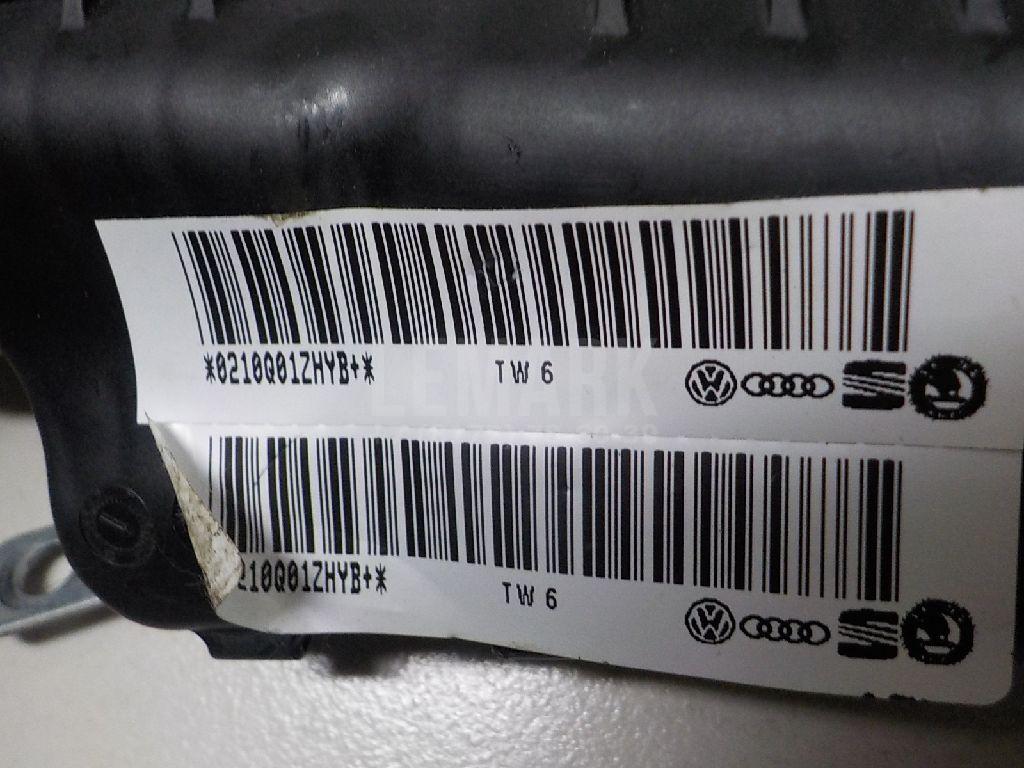 *0210Q01ZHYB+* TW 6
LEMARK
210Q01ZHYB+* TW 6